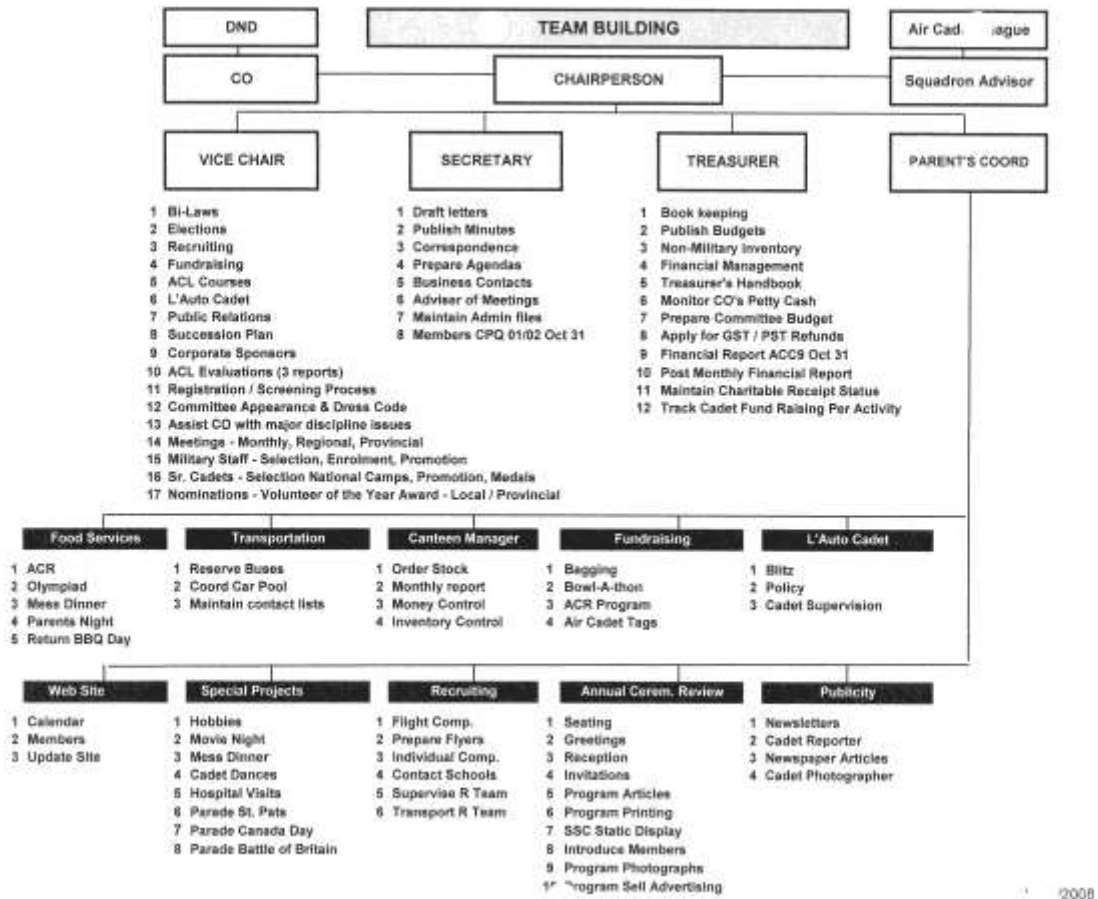 DND
TEAM BUILDING
Air Cad
CO
CHAIRPERSON
Squadron Advisor
VICE CHAIR
SECRETARY
TREASURER
PARENT'S COORD
1 Bi-Laws
2 Elections
3 Recruiting
4 Fundraising
5 ACL Courses
6 L'Auto Cadet
7 Public Relations
8 Succession Plan
9 Corporate Sponsors
10 ACL Evaluations (3 reports)
11 Registration / Screening Process
12 Committee Appearance & Dress Code
13 Assist CO with major discipline issues
14 Meetings - Monthly, Regional, Provincial
15 Military Staff - Selection, Enrolment, Promotion
16 Sr. Cadets - Selection National Camps, Promotion, Medals
17 Nominations - Volunteer of the Year Award - Local / Provincial
1 Draft letters
2 Publish Minutes
3 Correspondence
4 Prepare Agendas
5 Business Contacts
6 Adviser of Meetings
7 Maintain Admin files
8 Members CPQ 01/02 Oct 31
1 Book keeping
2 Publish Budgets
3 Non-Military Inventory
4 Financial Management
5 Treasurer's Handbook
6 Monitor CO's Petty Cash
7 Prepare Committee Budget
8 Apply for GST / PST Refunds
9 Financial Report ACC9 Oct 31
10 Post Monthly Financial Report
11 Maintain Charitable Receipt Status
12 Track Cadet Fund Raising Per Activity
Food Services
1 ACR
2 Olympiad
3 Mess Dinner
4 Parents Night
5 Return BBQ Day
Transportation
1 Reserve Buses
2 Coord Car Pool
3 Maintain contact lists
Canteen Manager
1 Order Stock
2 Monthly report
3 Money Control
4 Inventory Control
Fundraising
1 Bagging
2 Bowl-A-thon
3 ACR Program
4 Air Cadet Tags
L'Auto Cadet
1 Blitz
2 Policy
3 Cadet Supervision
Web Site
1 Calendar
2 Members
3 Update Site
Special Projects
1 Hobbies
2 Movie Night
3 Mess Dinner
4 Cadet Dances
5 Hospital Visits
6 Parade St. Pats
7 Parade Canada Day
8 Parade Battle of Britain
Recruiting
1 Flight Comp.
2 Prepare Flyers
3 Individual Comp.
4 Contact Schools
5 Supervise R Team
6 Transport R Team
Annual Cerem. Review
1 Seating
2 Greetings
3 Reception
4 Invitations
5 Program Articles
6 Program Printing
7 SSC Static Display
8 Introduce Members
9 Program Photographs
Program Sell Advertising
Publicity
1 Newsletters
2 Cadet Reporter
3 Newspaper Articles
4 Cadet Photographer
2008